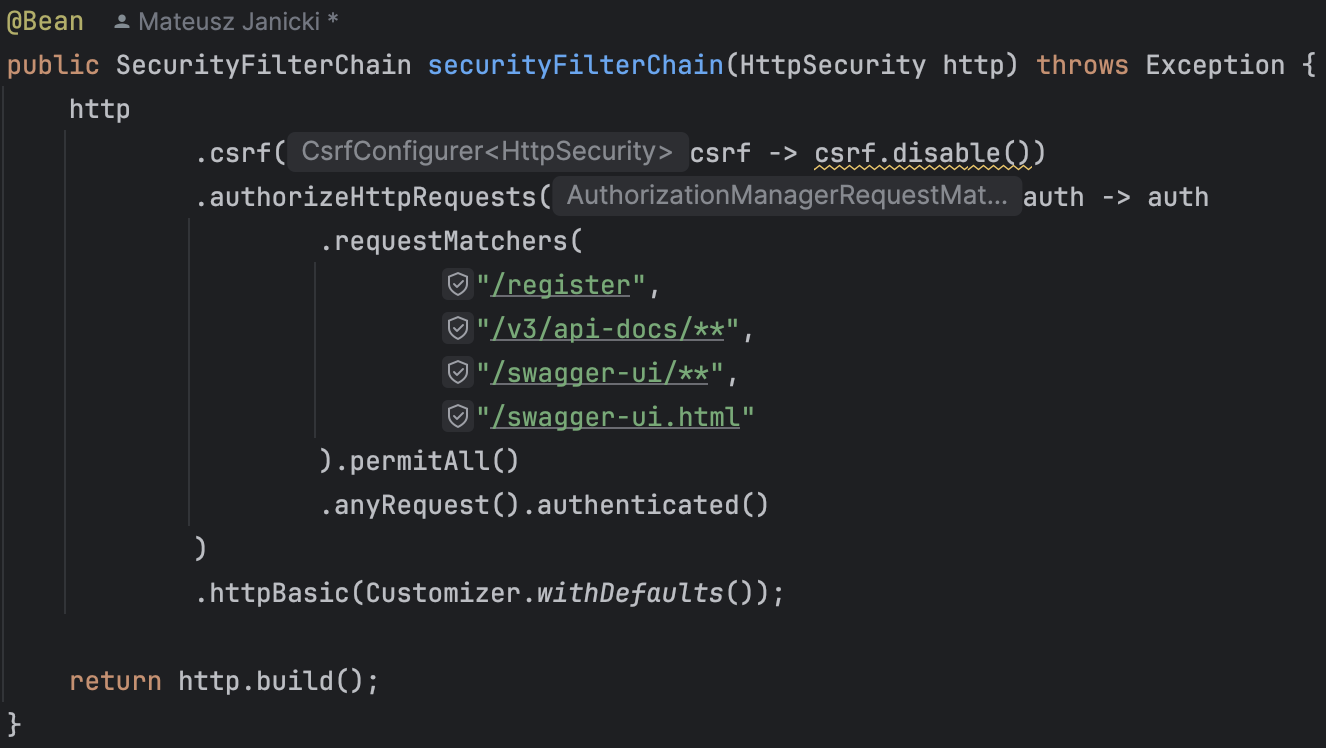 @Bean Mateusz Janicki *
public SecurityFilterChain securityFilterChain(HttpSecurity http) throws Exception {
http
.csrf( CsrfConfigurer<HttpSecurity> csrf -> csrf.disable())
.authorizeHttpRequests( AuthorizationManagerRequestMat... auth -> auth
.requestMatchers(
"/register",
"/v3/api-docs/**",
"/swagger-ui/**",
"/swagger-ui.html"
).permitAll()
.anyRequest().authenticated()
)
.httpBasic(Customizer.withDefaults());
return http.build();
}